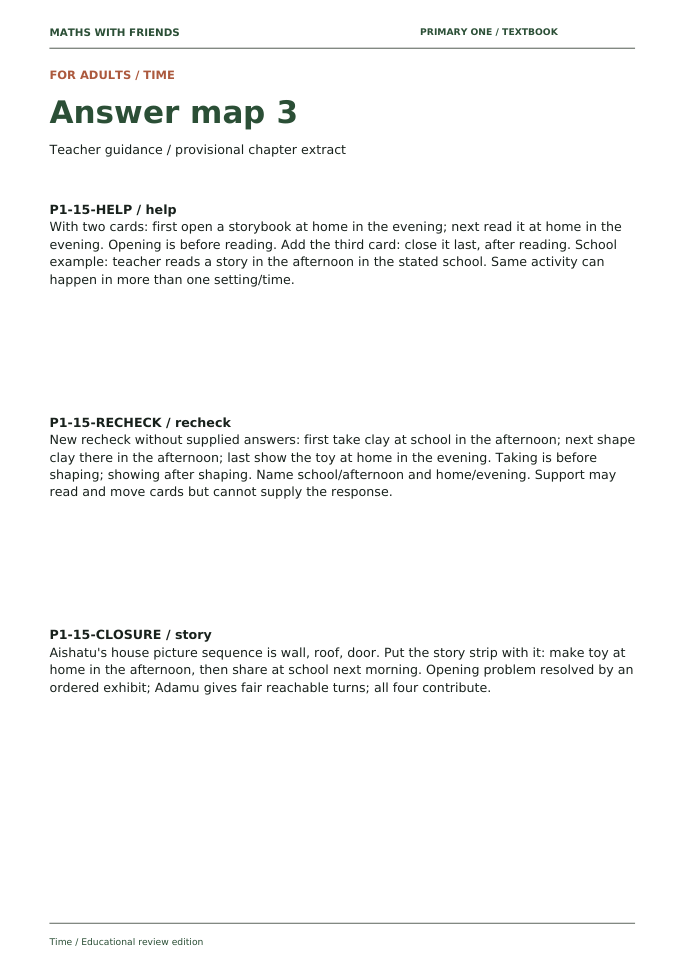 MATHS WITH FRIENDS
PRIMARY ONE / TEXTBOOK
FOR ADULTS / TIME
Answer map 3
Teacher guidance / provisional chapter extract
P1-15-HELP / help
With two cards: first open a storybook at home in the evening; next read it at home in the
evening. Opening is before reading. Add the third card: close it last, after reading. School
example: teacher reads a story in the afternoon in the stated school. Same activity can
happen in more than one setting/time.
P1-15-RECHECK / recheck
New recheck without supplied answers: first take clay at school in the afternoon; next shape
clay there in the afternoon; last show the toy at home in the evening. Taking is before
shaping; showing after shaping. Name school/afternoon and home/evening. Support may
read and move cards but cannot supply the response.
P1-15-CLOSURE / story
Aishatu's house picture sequence is wall, roof, door. Put the story strip with it: make toy at
home in the afternoon, then share at school next morning. Opening problem resolved by an
ordered exhibit; Adamu gives fair reachable turns; all four contribute.
Time / Educational review edition